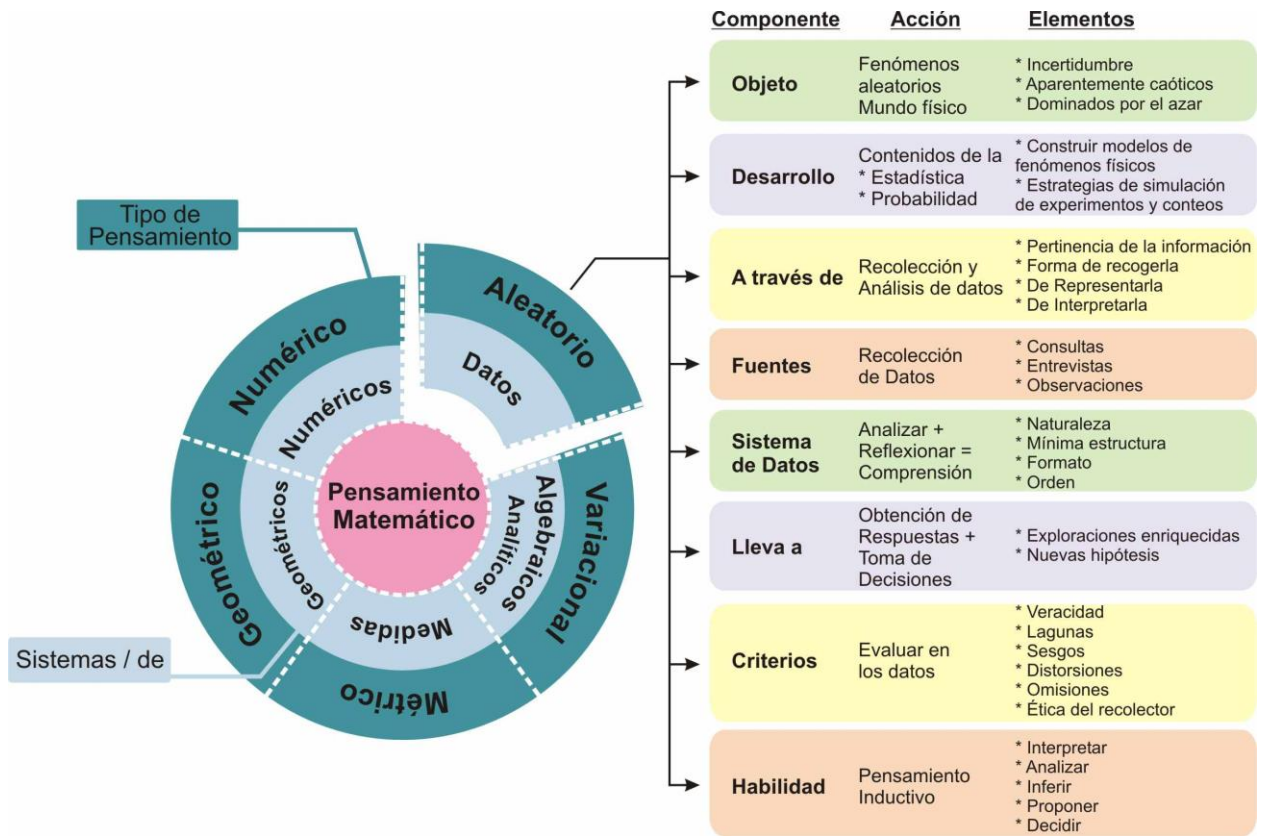 Componente
Acción
Elementos
Objeto
Fenómenos
aleatorios
Mundo físico
* Incertidumbre
* Aparentemente caóticos
* Dominados por el azar
Desarrollo
Contenidos de la
* Estadística
* Probabilidad
* Construir modelos de
fenómenos físicos
* Estrategias de simulación
de experimentos y conteos
A través de
Recolección y
Análisis de datos
* Pertinencia de la información
* Forma de recogerla
* De Representarla
* De Interpretarla
Fuentes
Recolección
de Datos
* Consultas
* Entrevistas
* Observaciones
Sistema
de Datos
Analizar +
Reflexionar =
Comprensión
* Naturaleza
* Mínima estructura
* Formato
* Orden
Lleva a
Obtención de
Respuestas +
Toma de
Decisiones
* Exploraciones enriquecidas
* Nuevas hipótesis
Criterios
Evaluar en
los datos
* Veracidad
* Lagunas
* Sesgos
* Distorsiones
* Omisiones
* Ética del recolector
Habilidad
Pensamiento
Inductivo
* Interpretar
* Analizar
* Inferir
* Proponer
* Decidir
Tipo de
Pensamiento
Numérico
Numéricos
Aleatorio
Datos
Geométrico
Geométricos
Pensamiento
Matemático
Algebraicos
Analíticos
Variacional
Medidas
Métrico
Sistemas / de